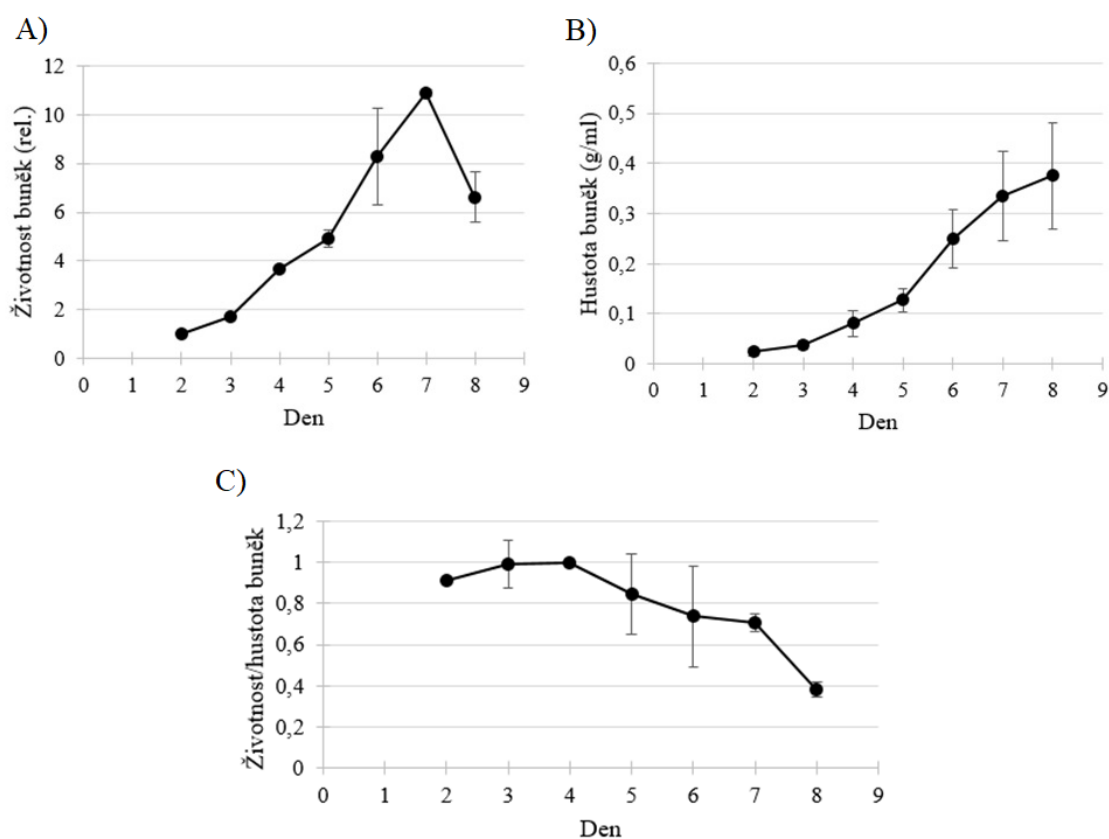 A)
Životnost buněk (rel.)
12
10
8
6
4
2
0
0 1 2 3 4 5 6 7 8 9
Den
B)
Hustota buněk (g/ml)
0,6
0,5
0,4
0,3
0,2
0,1
0
0 1 2 3 4 5 6 7 8 9
Den
C)
Životnost/hustota buněk
1,2
1
0,8
0,6
0,4
0,2
0
0 1 2 3 4 5 6 7 8 9
Den